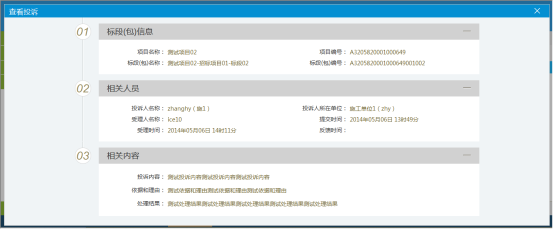 查看投诉
01 标段(包)信息
项目名称： 测试项目02 项目编号： A3205820001000649
标段(包)名称： 测试项目02-招标项目01-标段02 标段(包)编号： A3205820001000649001002
02 相关人员
投诉人名称： zhanghy（施1） 投诉人所在单位： 施工单位1（zhy）
受理人名称： ice10 提交时间： 2014年05月06日 13时49分
受理时间： 2014年05月06日 14时11分 反馈时间：
03 相关内容
投诉内容： 测试投诉内容测试投诉内容测试投诉内容
依据和理由： 测试依据和理由测试依据和理由测试依据和理由
处理结果： 测试处理结果测试处理结果测试处理结果测试处理结果测试处理结果